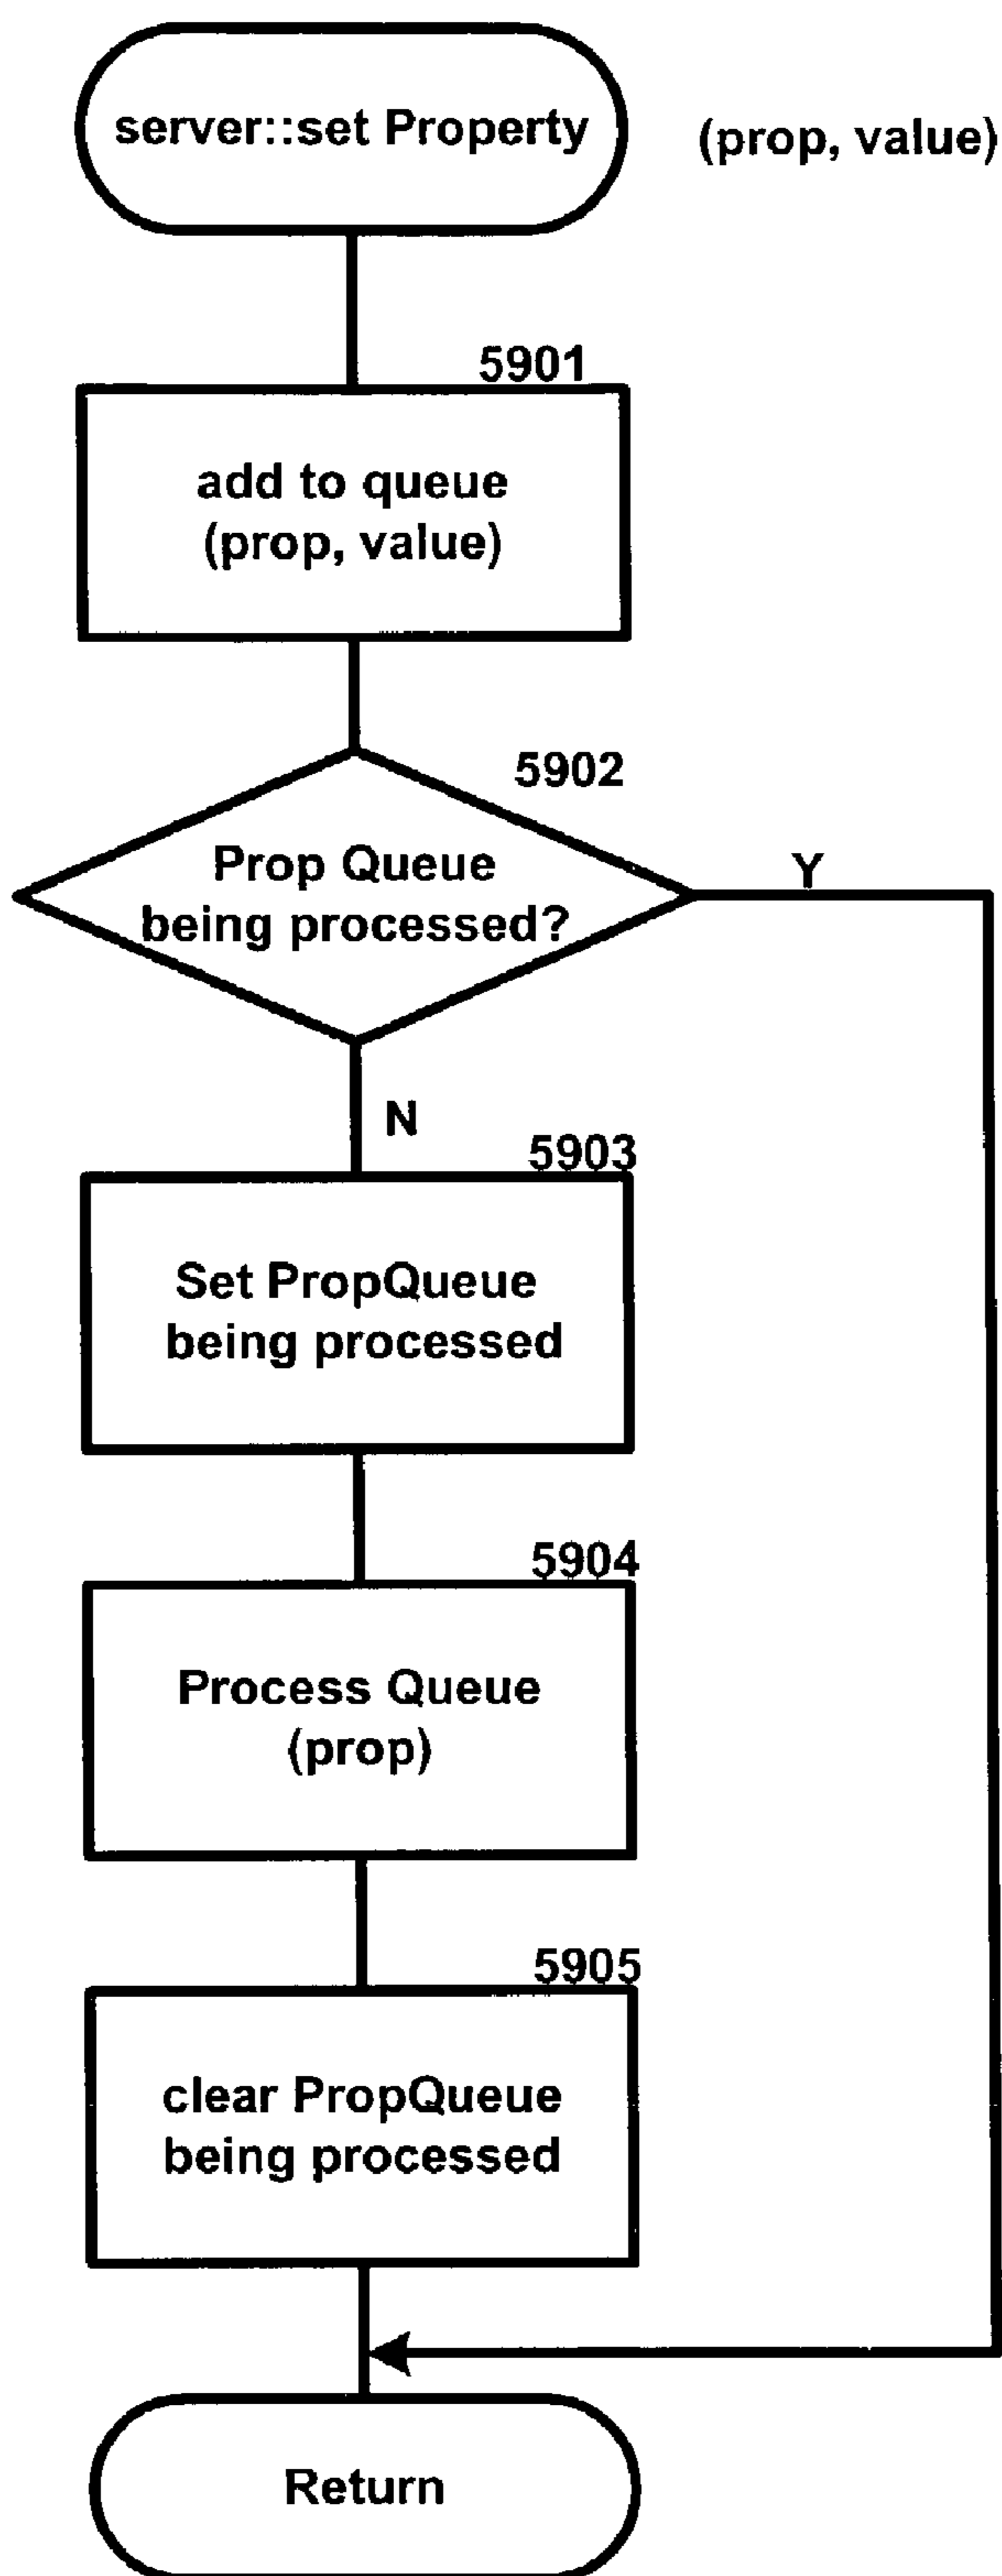 server::set Property
(prop, value)
5901
add to queue
(prop, value)
5902
Prop Queue
being processed?
Y
N
5903
Set PropQueue
being processed
5904
Process Queue
(prop)
5905
clear PropQueue
being processed
Return